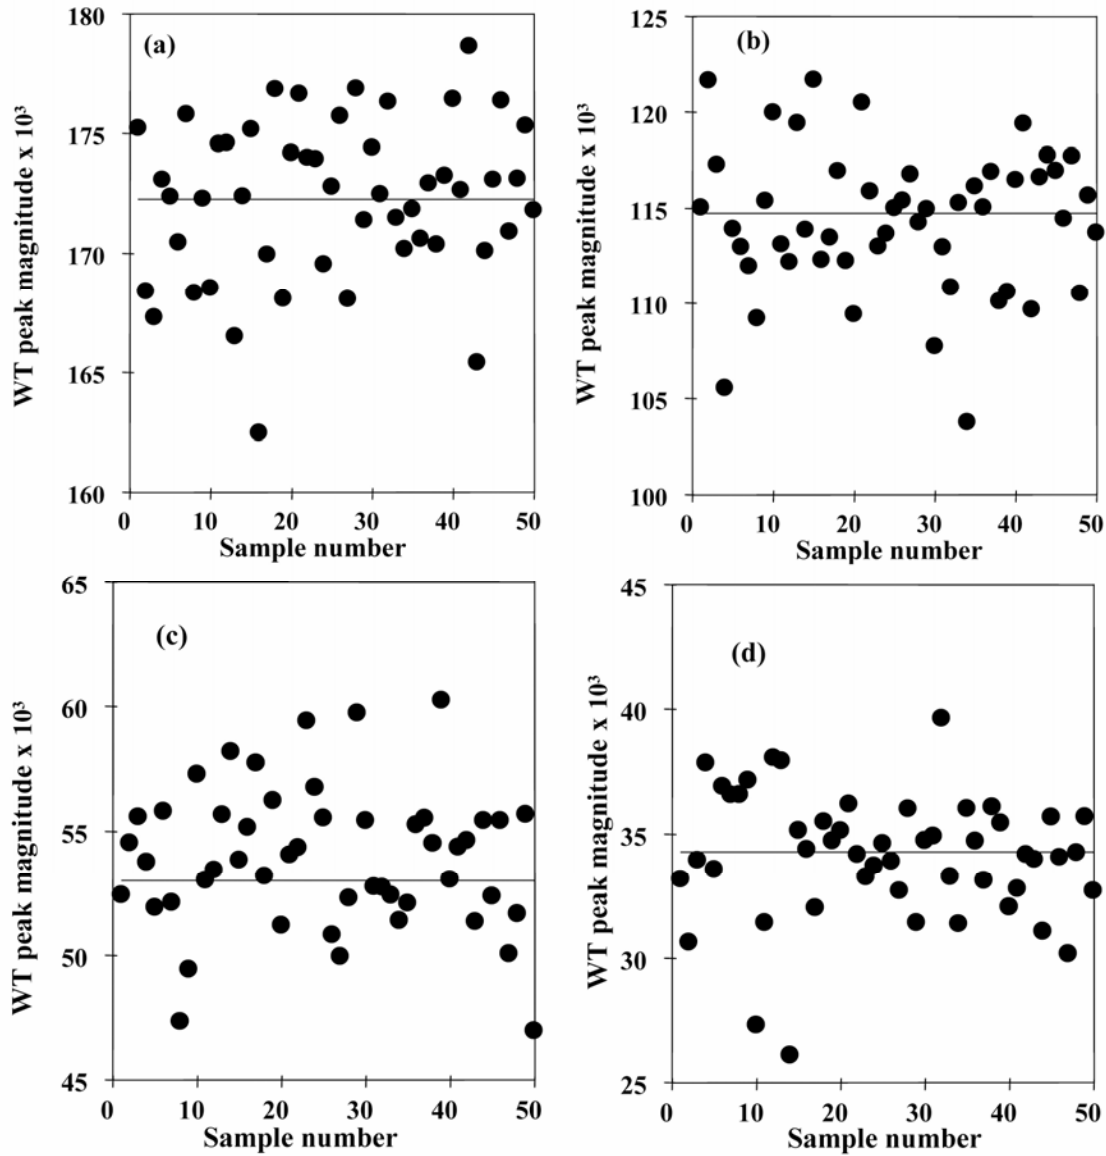 (a)
WT peak magnitude x 10³
180
175
170
165
160
0 10 20 30 40 50
Sample number
(b)
WT peak magnitude x 10³
125
120
115
110
105
100
0 10 20 30 40 50
Sample number
(c)
WT peak magnitude x 10³
65
60
55
50
45
0 10 20 30 40 50
Sample number
(d)
WT peak magnitude x 10³
45
40
35
30
25
0 10 20 30 40 50
Sample number